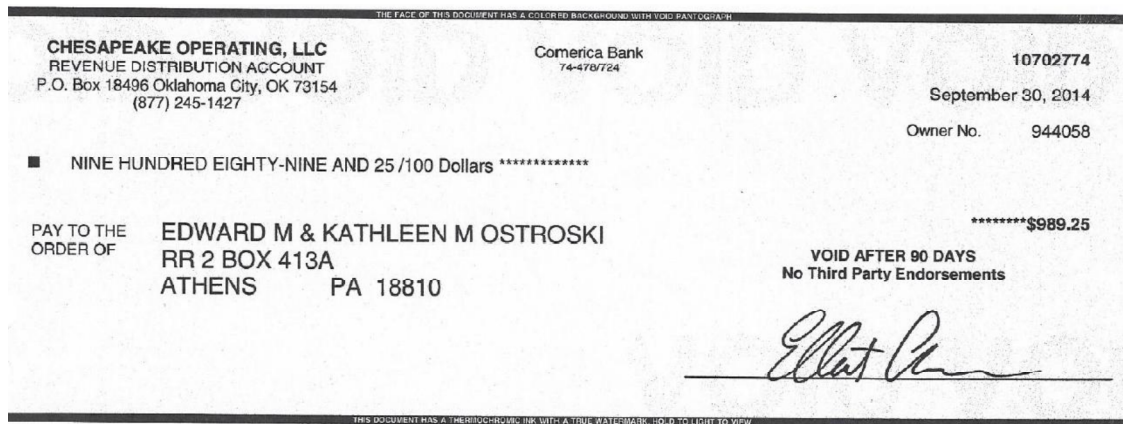 THE FACE OF THIS DOCUMENT HAS A COLORED BACKGROUND WITH VOID PANTOGRAPH
CHESAPEAKE OPERATING, LLC
REVENUE DISTRIBUTION ACCOUNT
P.O. Box 18496 Oklahoma City, OK 73154
(877) 245-1427
Comerica Bank
74-478/724
10702774
September 30, 2014
Owner No. 944058
NINE HUNDRED EIGHTY-NINE AND 25 /100 Dollars *************
********$989.25
PAY TO THE
ORDER OF
EDWARD M & KATHLEEN M OSTROSKI
RR 2 BOX 413A
ATHENS PA 18810
VOID AFTER 90 DAYS
No Third Party Endorsements
THIS DOCUMENT HAS A THERMOCHROMIC INK WITH A TRUE WATERMARK, HOLD TO LIGHT TO VIEW